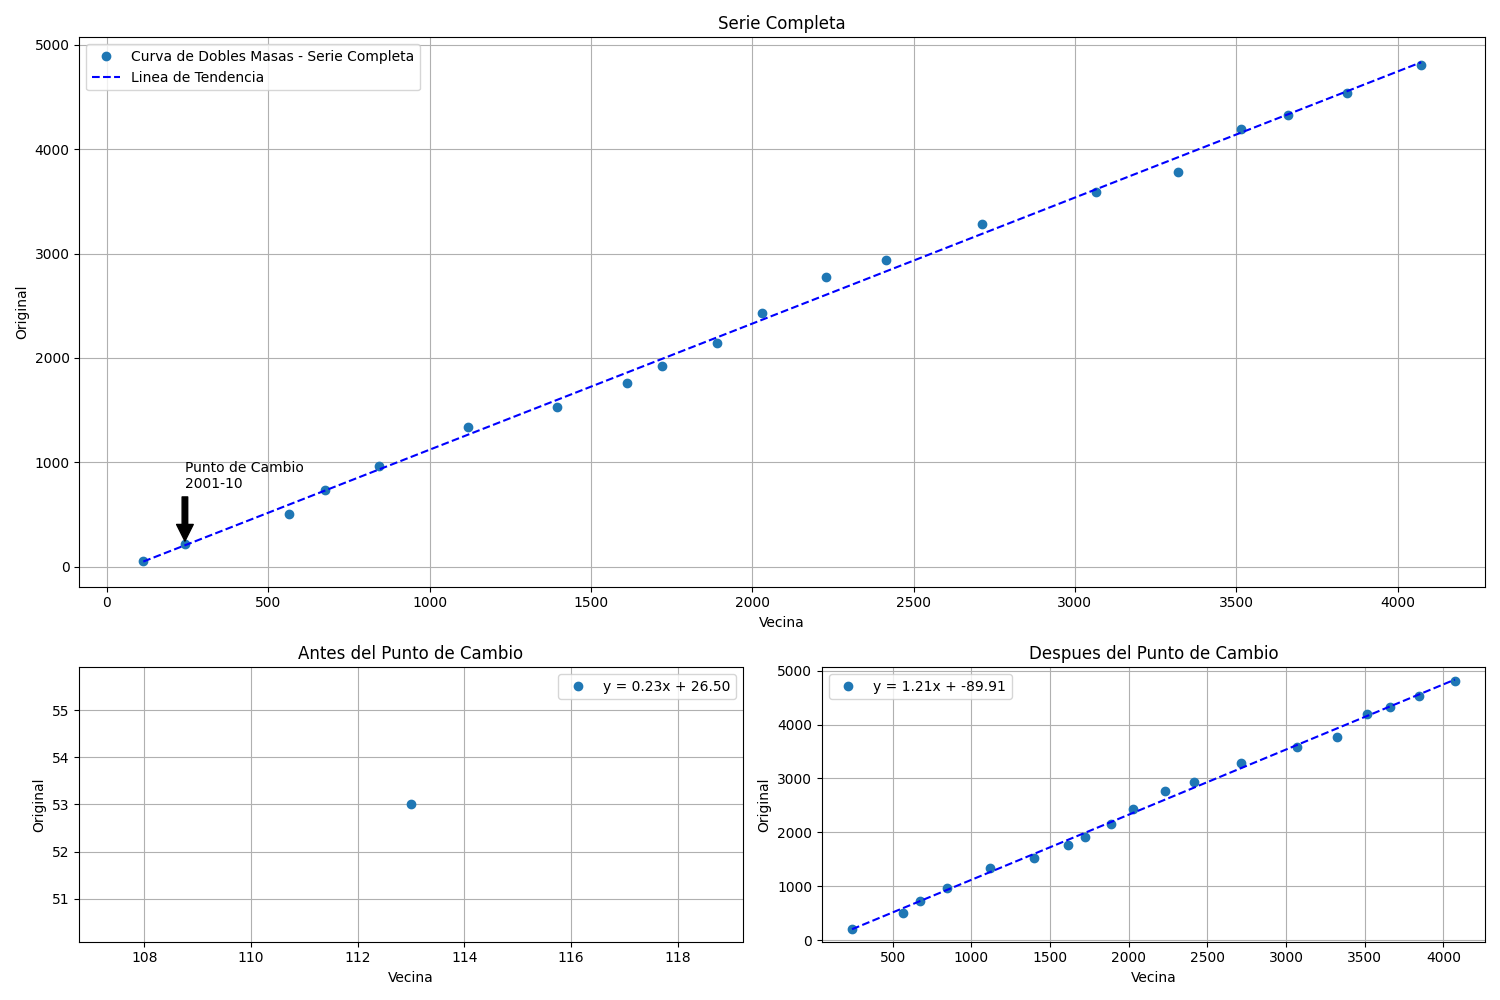 Serie Completa
Curva de Dobles Masas - Serie Completa
Linea de Tendencia
5000
4000
3000
2000
1000
0
Original
Punto de Cambio
2001-10
0 500 1000 1500 2000 2500 3000 3500 4000
Vecina
Antes del Punto de Cambio
y = 0.23x + 26.50
55
54
53
52
51
Original
108 110 112 114 116 118
Vecina
Despues del Punto de Cambio
y = 1.21x + -89.91
5000
4000
3000
2000
1000
0
Original
500 1000 1500 2000 2500 3000 3500 4000
Vecina